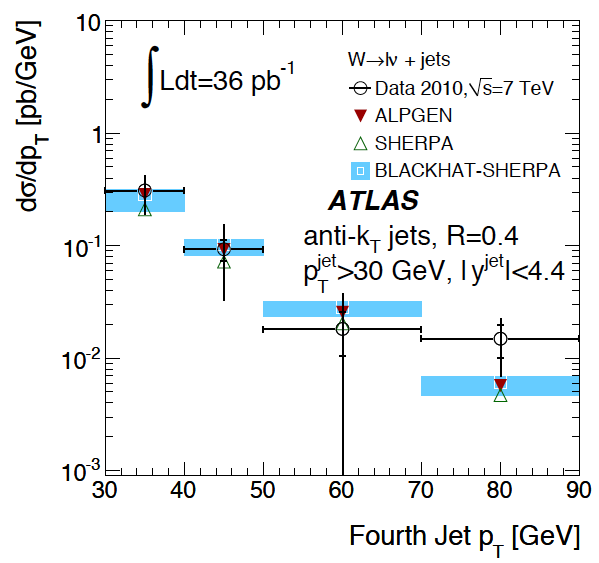 10
∫Ldt=36 pb⁻¹
W→lν + jets
Data 2010,√s=7 TeV
ALPGEN
SHERPA
BLACKHAT-SHERPA
dσ/dp_T [pb/GeV]
1
ATLAS
anti-k_T jets, R=0.4
p_T^jet>30 GeV, |y^jet|<4.4
10⁻¹
10⁻²
10⁻³
30 40 50 60 70 80 90
Fourth Jet p_T [GeV]